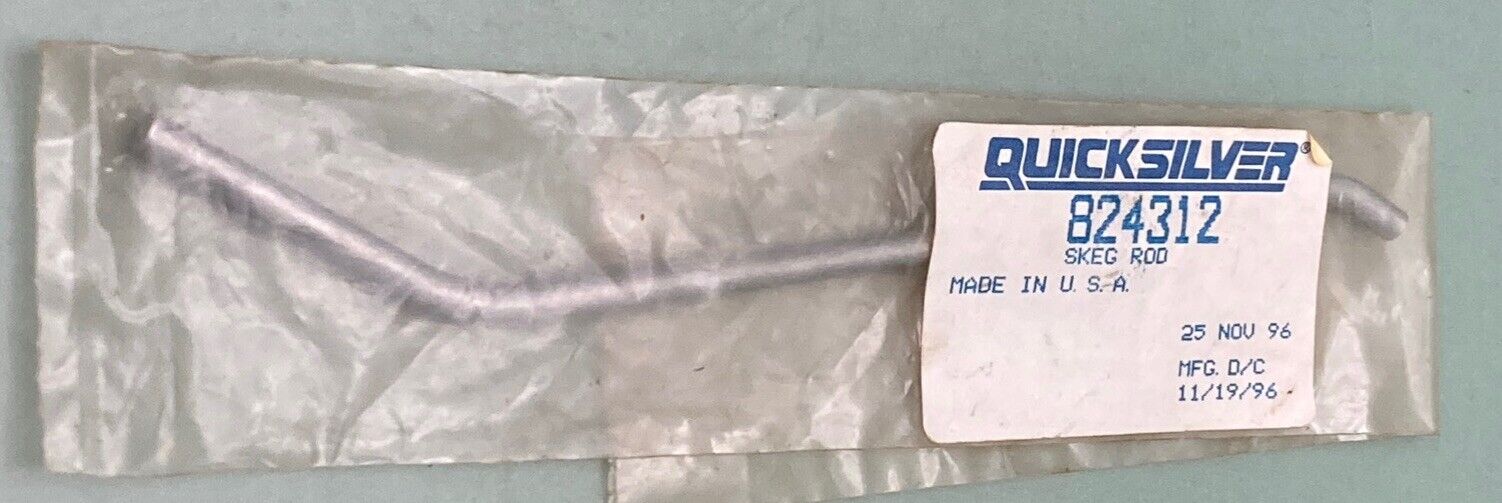 QUICKSILVER®
824312
SKEG ROD
MADE IN U.S.A.
25 NOV 96
MFG. D/C
11/19/96